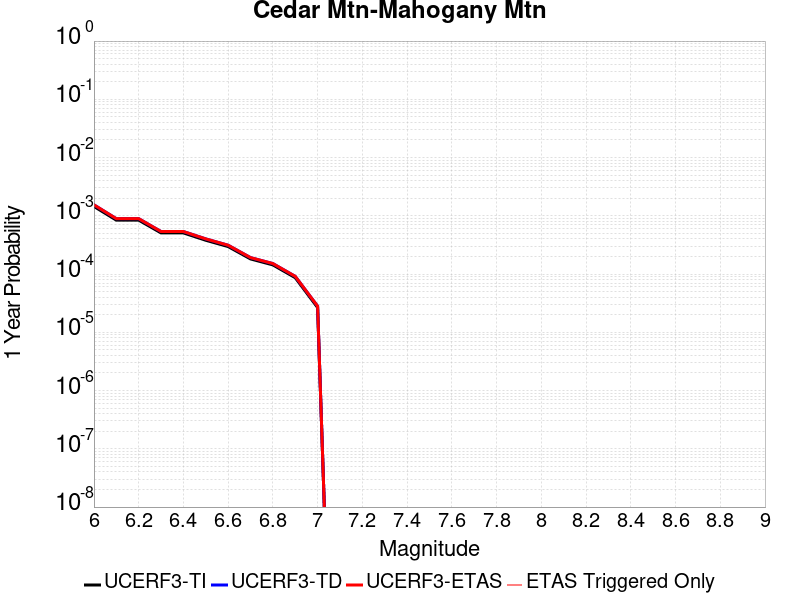 Cedar Mtn-Mahogany Mtn
10 0
10 -1
10 -2
10 -3
10 -4
10 -5
10 -6
10 -7
10 -8
1 Year Probability
6 6.2 6.4 6.6 6.8 7 7.2 7.4 7.6 7.8 8 8.2 8.4 8.6 8.8 9
Magnitude
UCERF3-TI UCERF3-TD UCERF3-ETAS ETAS Triggered Only